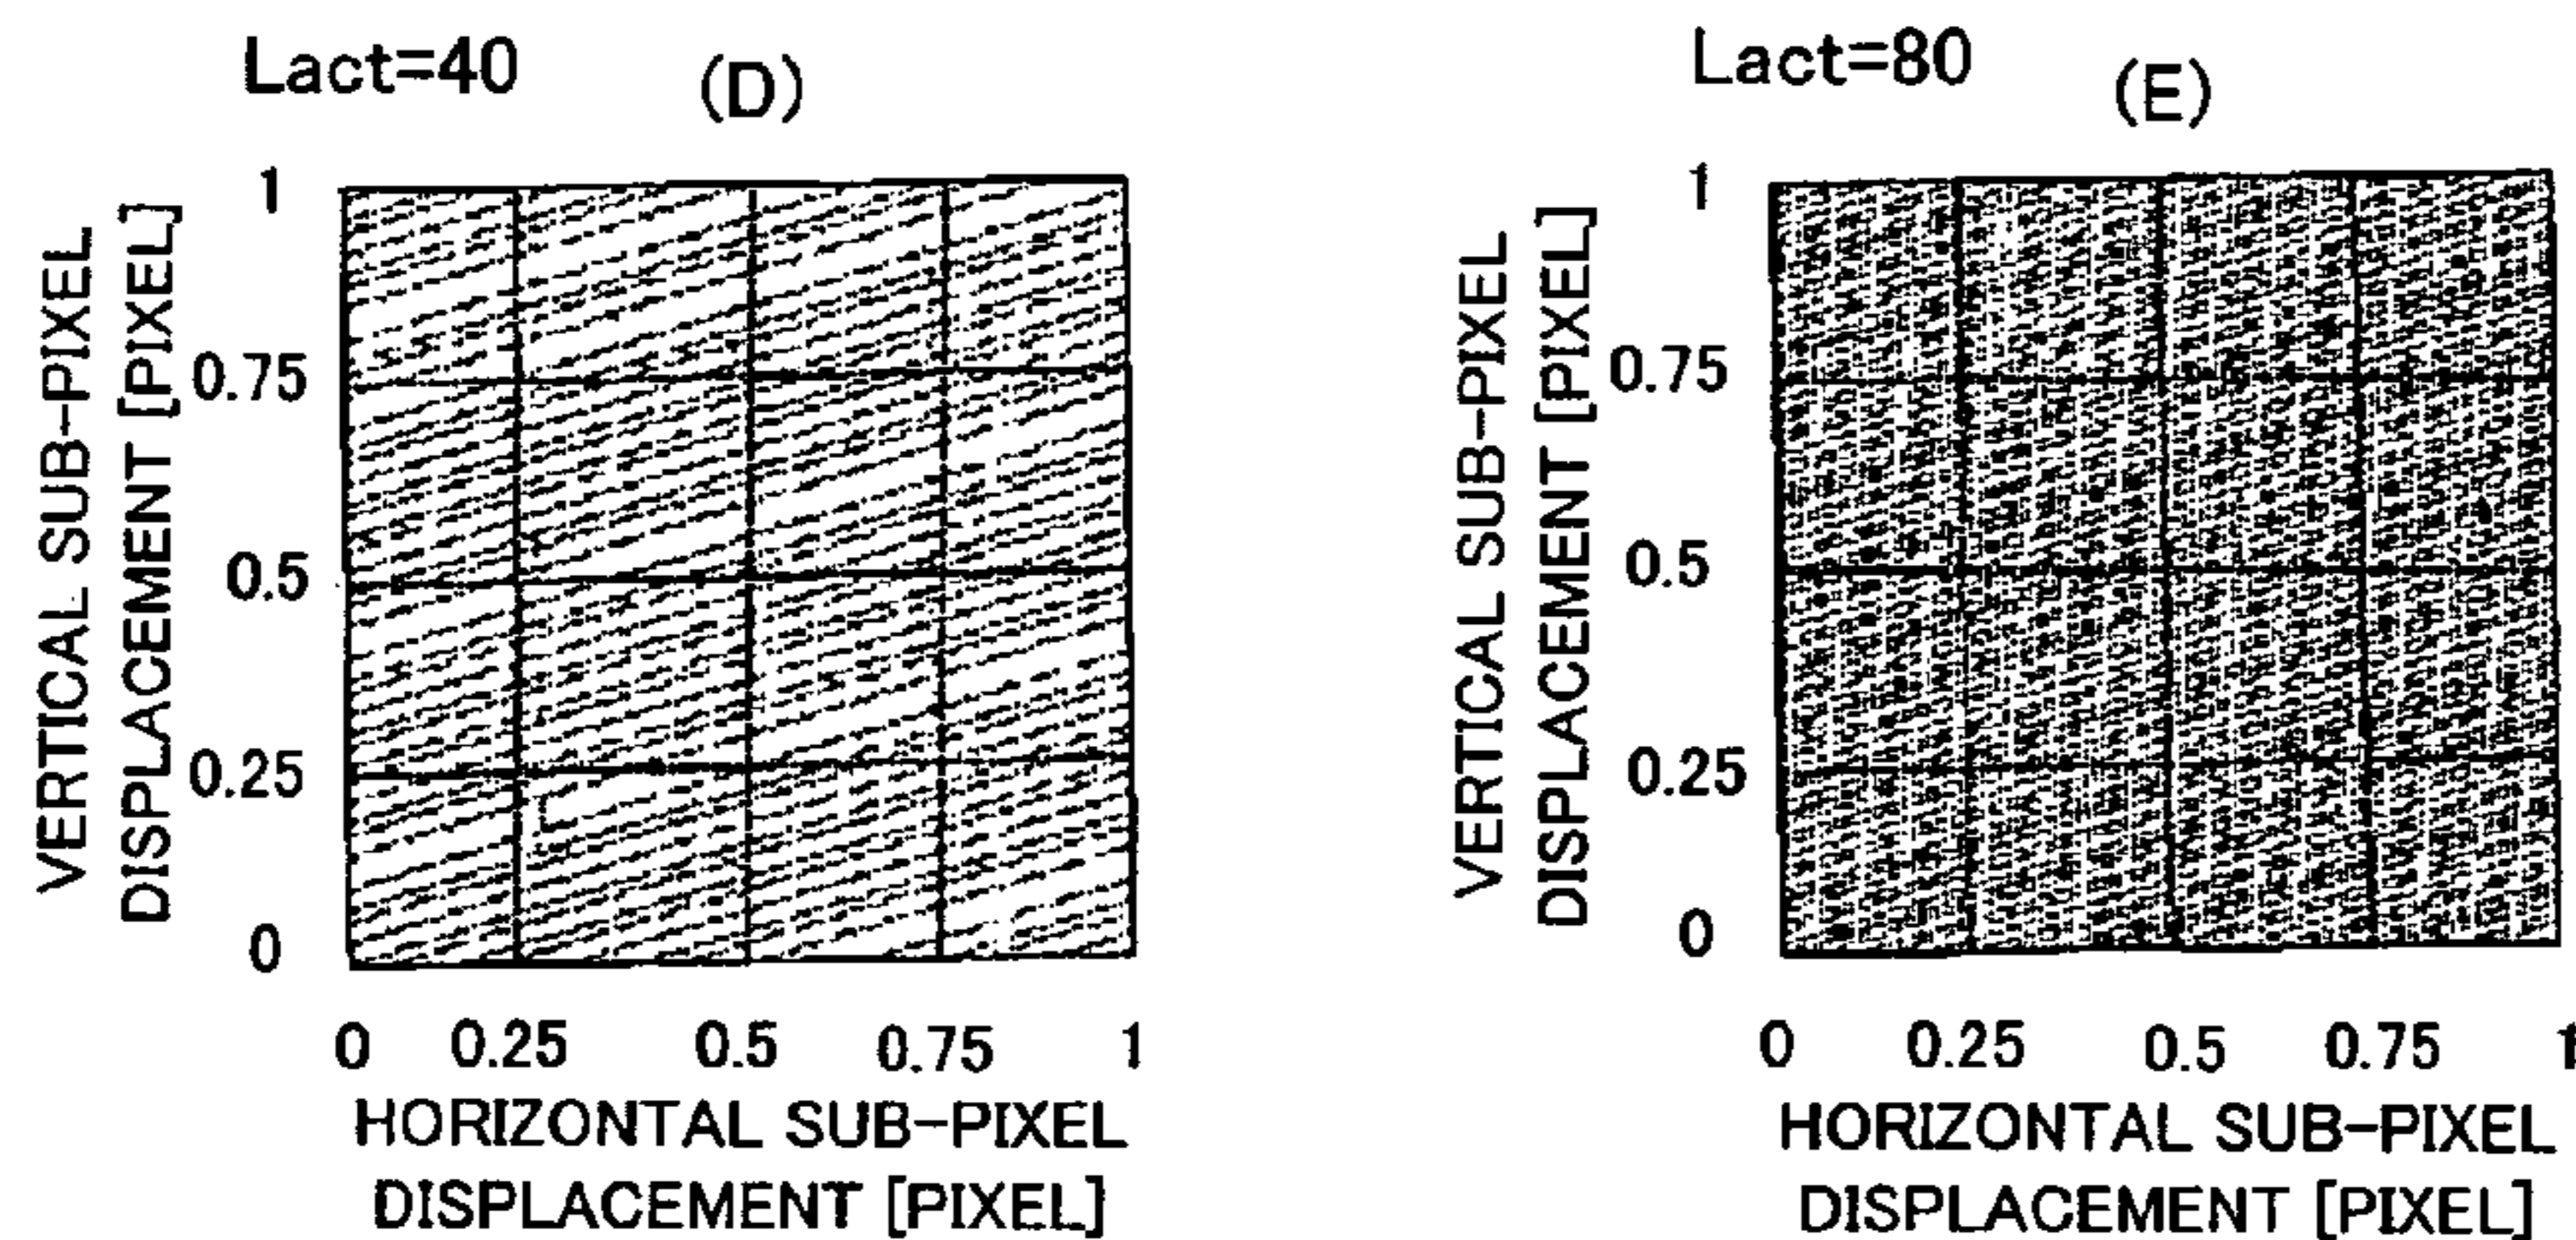 Lact=40
(D)
VERTICAL SUB-PIXEL
DISPLACEMENT [PIXEL]
1
0.75
0.5
0.25
0
0 0.25 0.5 0.75 1
HORIZONTAL SUB-PIXEL
DISPLACEMENT [PIXEL]
Lact=80
(E)
VERTICAL SUB-PIXEL
DISPLACEMENT [PIXEL]
1
0.75
0.5
0.25
0
0 0.25 0.5 0.75 1
HORIZONTAL SUB-PIXEL
DISPLACEMENT [PIXEL]